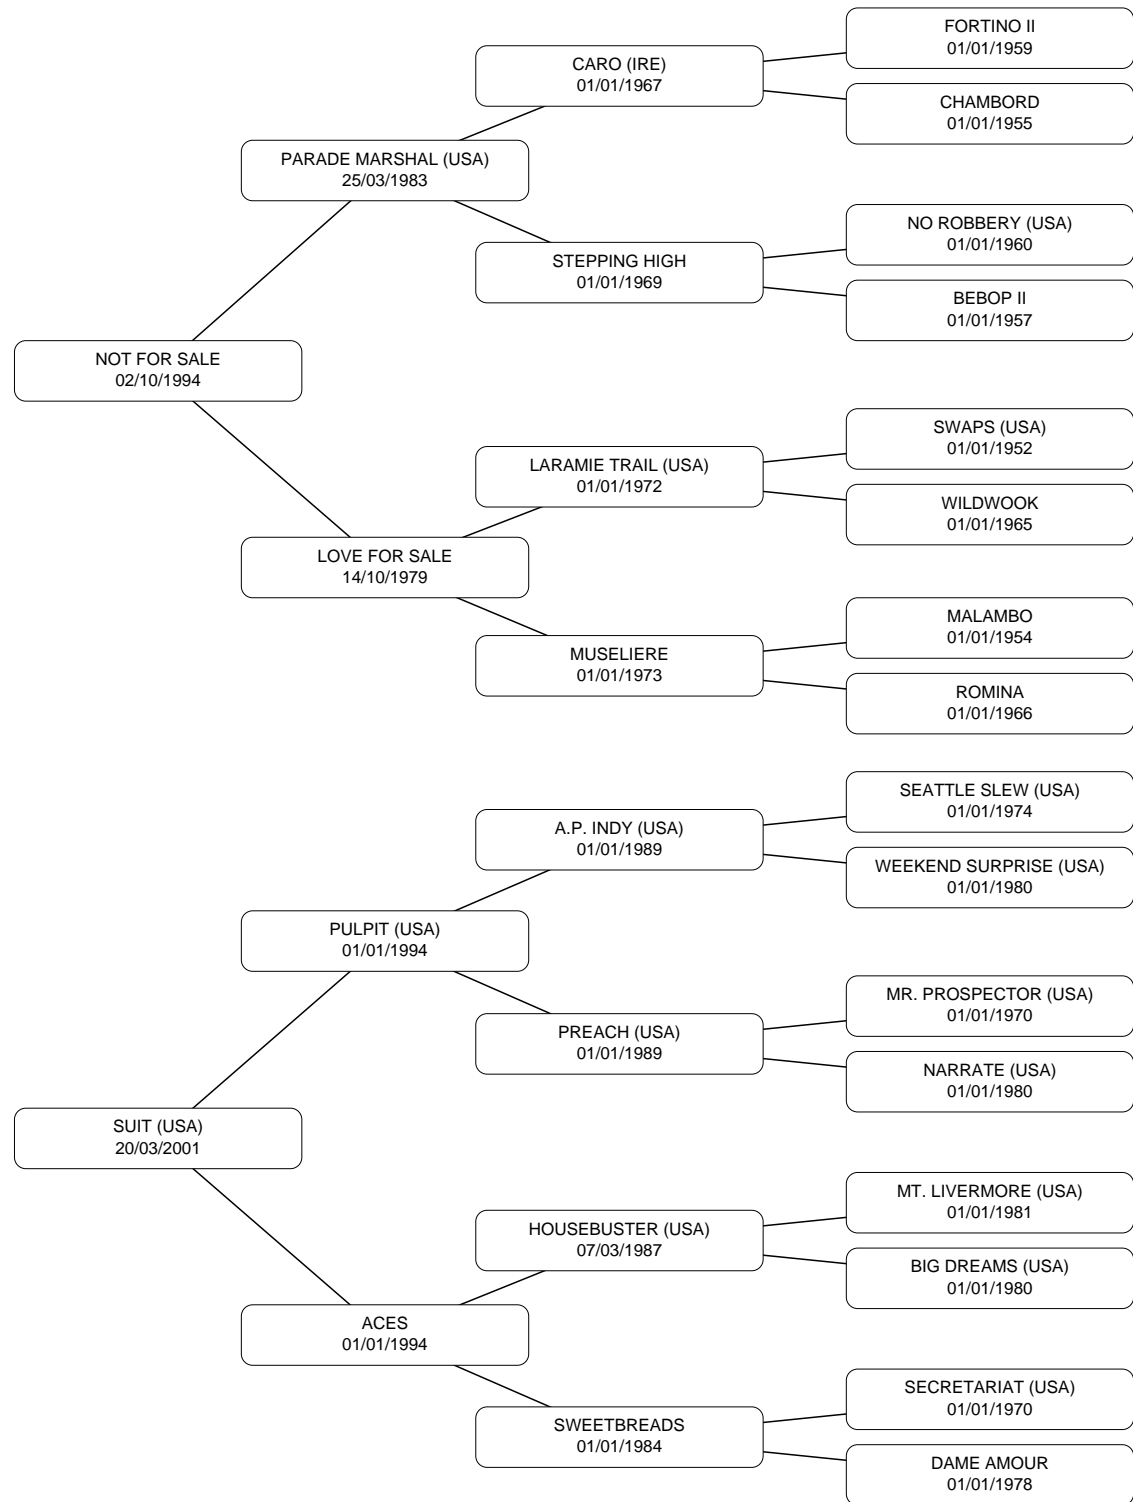 FORTINO II
01/01/1959
CARO (IRE)
01/01/1967
CHAMBORD
01/01/1955
PARADE MARSHAL (USA)
25/03/1983
NO ROBBERY (USA)
01/01/1960
STEPPING HIGH
01/01/1969
BEBOP II
01/01/1957
NOT FOR SALE
02/10/1994
SWAPS (USA)
01/01/1952
LARAMIE TRAIL (USA)
01/01/1972
WILDWOOK
01/01/1965
LOVE FOR SALE
14/10/1979
MALAMBO
01/01/1954
MUSELIERE
01/01/1973
ROMINA
01/01/1966
SEATTLE SLEW (USA)
01/01/1974
A.P. INDY (USA)
01/01/1989
WEEKEND SURPRISE (USA)
01/01/1980
PULPIT (USA)
01/01/1994
MR. PROSPECTOR (USA)
01/01/1970
PREACH (USA)
01/01/1989
NARRATE (USA)
01/01/1980
SUIT (USA)
20/03/2001
MT. LIVERMORE (USA)
01/01/1981
HOUSEBUSTER (USA)
07/03/1987
BIG DREAMS (USA)
01/01/1980
ACES
01/01/1994
SECRETARIAT (USA)
01/01/1970
SWEETBREADS
01/01/1984
DAME AMOUR
01/01/1978